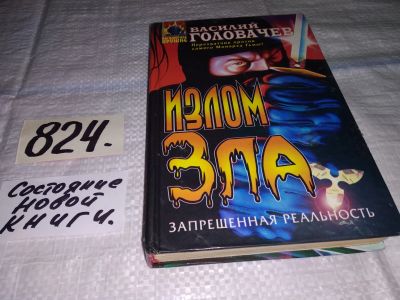 824.
Состояние
новой
книги.
ВАСИЛИЙ
ГОЛОВАЧЕВ
ИЗЛОМ
ЗЛА
ЗАПРЕЩЕННАЯ РЕАЛЬНОСТЬ